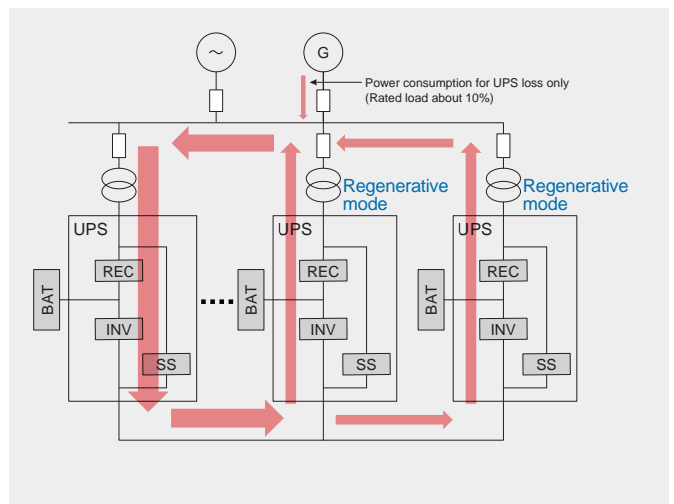 ~
G
Power consumption for UPS loss only
(Rated load about 10%)
Regenerative
mode
Regenerative
mode
UPS
UPS
UPS
REC
REC
REC
BAT
BAT
BAT
INV
INV
INV
SS
SS
SS